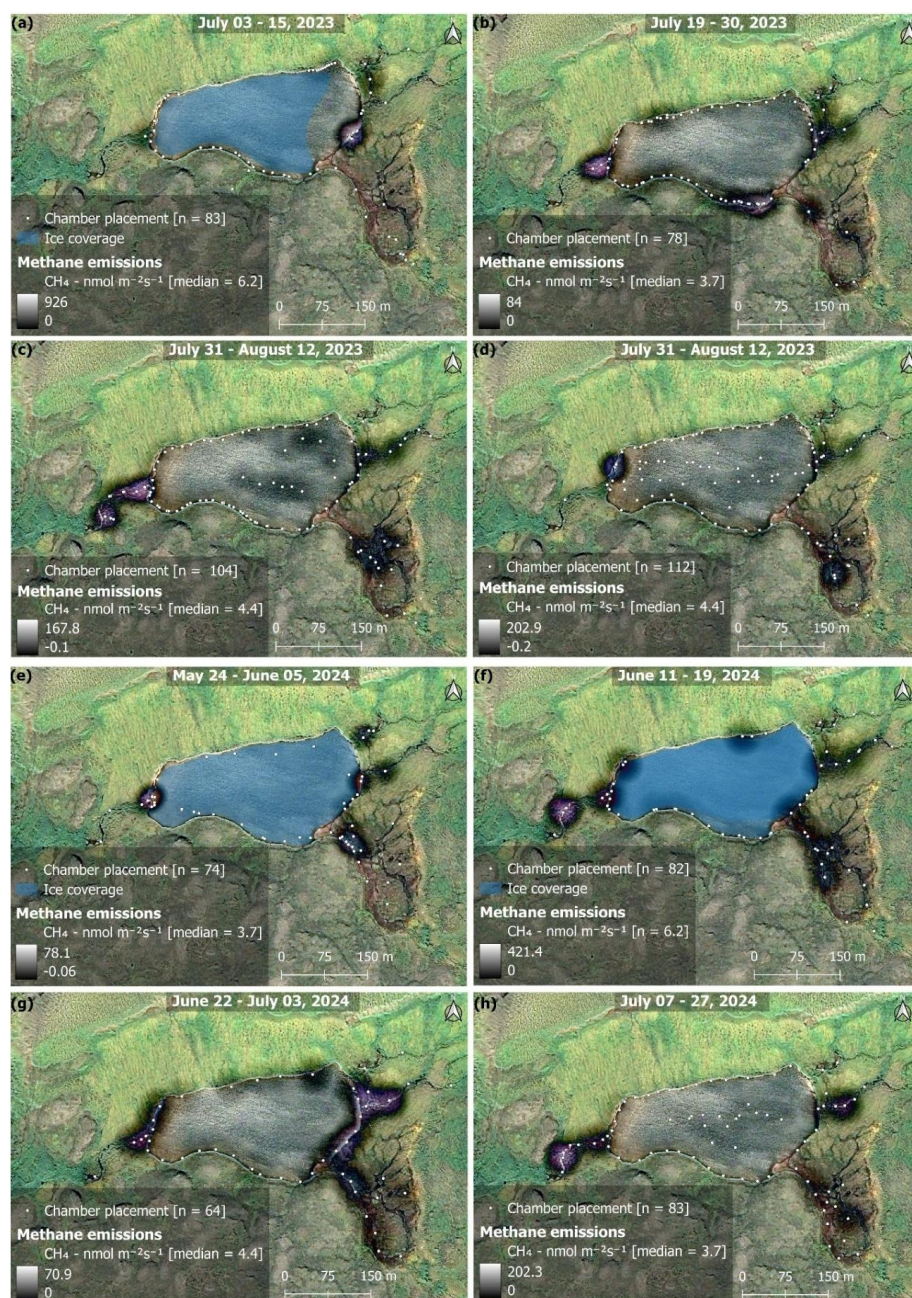 (a) July 03 - 15, 2023
Chamber placement [n = 83]
Ice coverage
Methane emissions
CH₄ - nmol m⁻²s⁻¹ [median = 6.2]
926
0
0 75 150 m
(b) July 19 - 30, 2023
Chamber placement [n = 78]
Methane emissions
CH₄ - nmol m⁻²s⁻¹ [median = 3.7]
84
0
0 75 150 m
(c) July 31 - August 12, 2023
Chamber placement [n = 104]
Methane emissions
CH₄ - nmol m⁻²s⁻¹ [median = 4.4]
167.8
-0.1
0 75 150 m
(d) July 31 - August 12, 2023
Chamber placement [n = 112]
Methane emissions
CH₄ - nmol m⁻²s⁻¹ [median = 4.4]
202.9
-0.2
0 75 150 m
(e) May 24 - June 05, 2024
Chamber placement [n = 74]
Ice coverage
Methane emissions
CH₄ - nmol m⁻²s⁻¹ [median = 3.7]
78.1
-0.06
0 75 150 m
(f) June 11 - 19, 2024
Chamber placement [n = 82]
Ice coverage
Methane emissions
CH₄ - nmol m⁻²s⁻¹ [n = 6.2]
421.4
0
0 75 150 m
(g) June 22 - July 03, 2024
Chamber placement [n = 64]
Methane emissions
CH₄ - nmol m⁻²s⁻¹ [median = 4.4]
70.9
0
0 75 150 m
(h) July 07 - 27, 2024
Chamber placement [n = 83]
Methane emissions
CH₄ - nmol m⁻²s⁻¹ [median = 3.7]
202.3
0
0 75 150 m